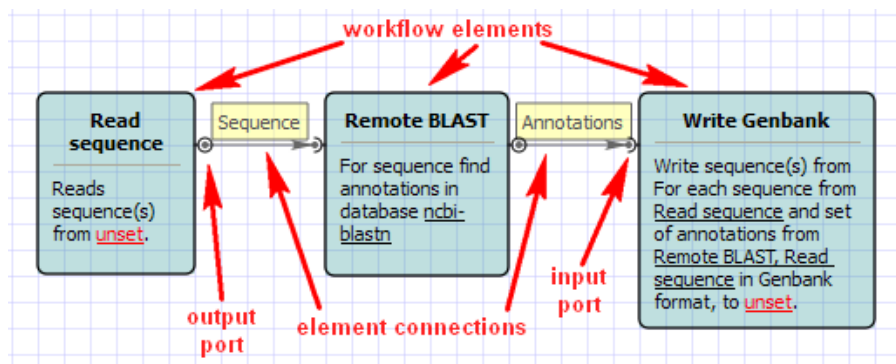 workflow elements
Read
sequence
Reads
sequence(s)
from unset.
Sequence
Remote BLAST
For sequence find
annotations in
database ncbi-
blastn
Annotations
Write Genbank
Write sequence(s) from
For each sequence from
Read sequence and set
of annotations from
Remote BLAST, Read
sequence in Genbank
format, to unset.
output
port
element connections
input
port